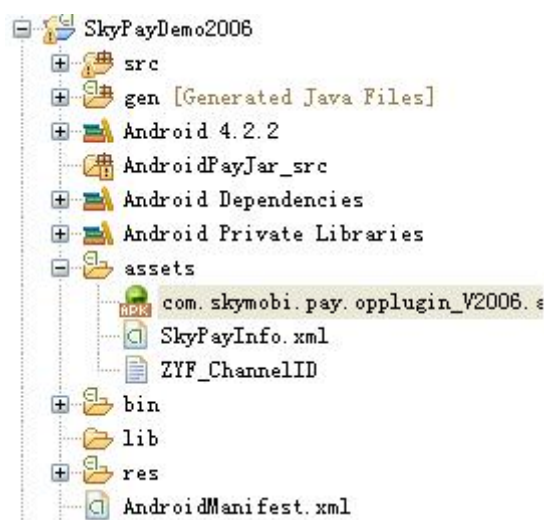 SkyPayDemo2006
src
gen [Generated Java Files]
Android 4.2.2
AndroidPayJar_src
Android Dependencies
Android Private Libraries
assets
APK com.skymobi.pay.opplugin_V2006.a
SkyPayInfo.xml
ZYF_ChannelID
bin
lib
res
AndroidManifest.xml